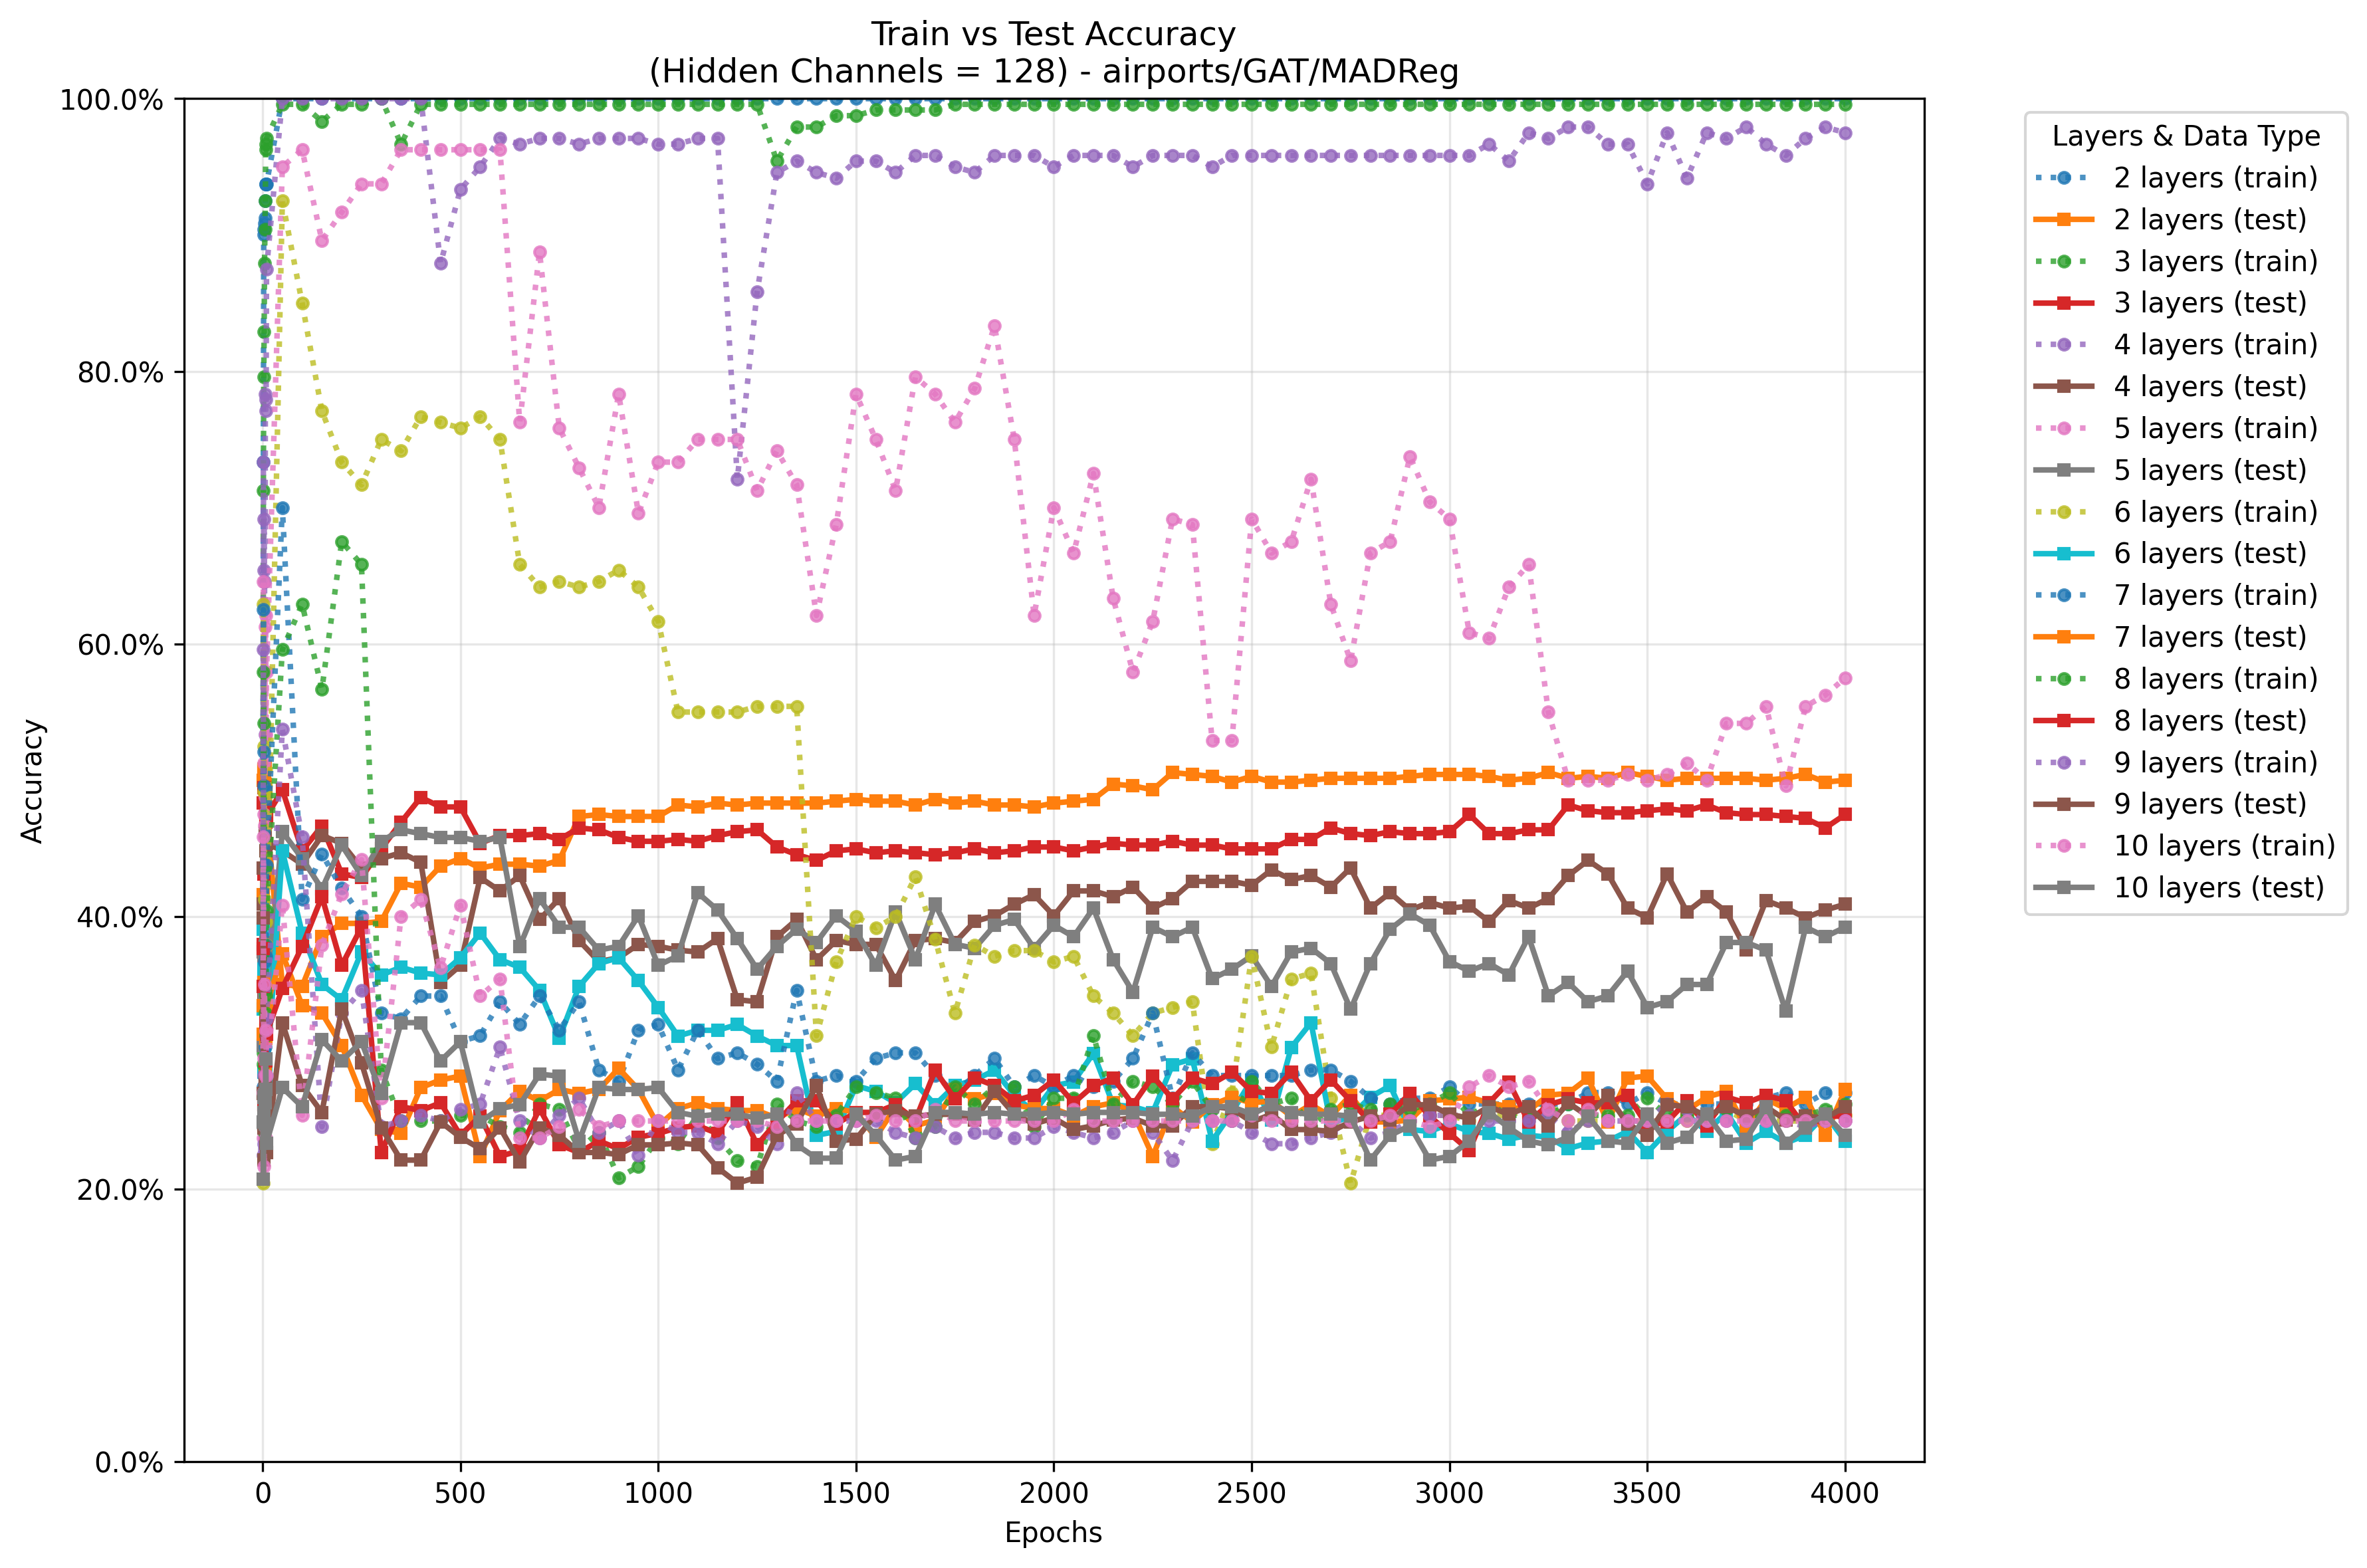 Train vs Test Accuracy
(Hidden Channels = 128) - airports/GAT/MADReg
100.0%
80.0%
60.0%
40.0%
20.0%
0.0%
Accuracy
0 500 1000 1500 2000 2500 3000 3500 4000
Epochs
Layers & Data Type
2 layers (train)
2 layers (test)
3 layers (train)
3 layers (test)
4 layers (train)
4 layers (test)
5 layers (train)
5 layers (test)
6 layers (train)
6 layers (test)
7 layers (train)
7 layers (test)
8 layers (train)
8 layers (test)
9 layers (train)
9 layers (test)
10 layers (train)
10 layers (test)